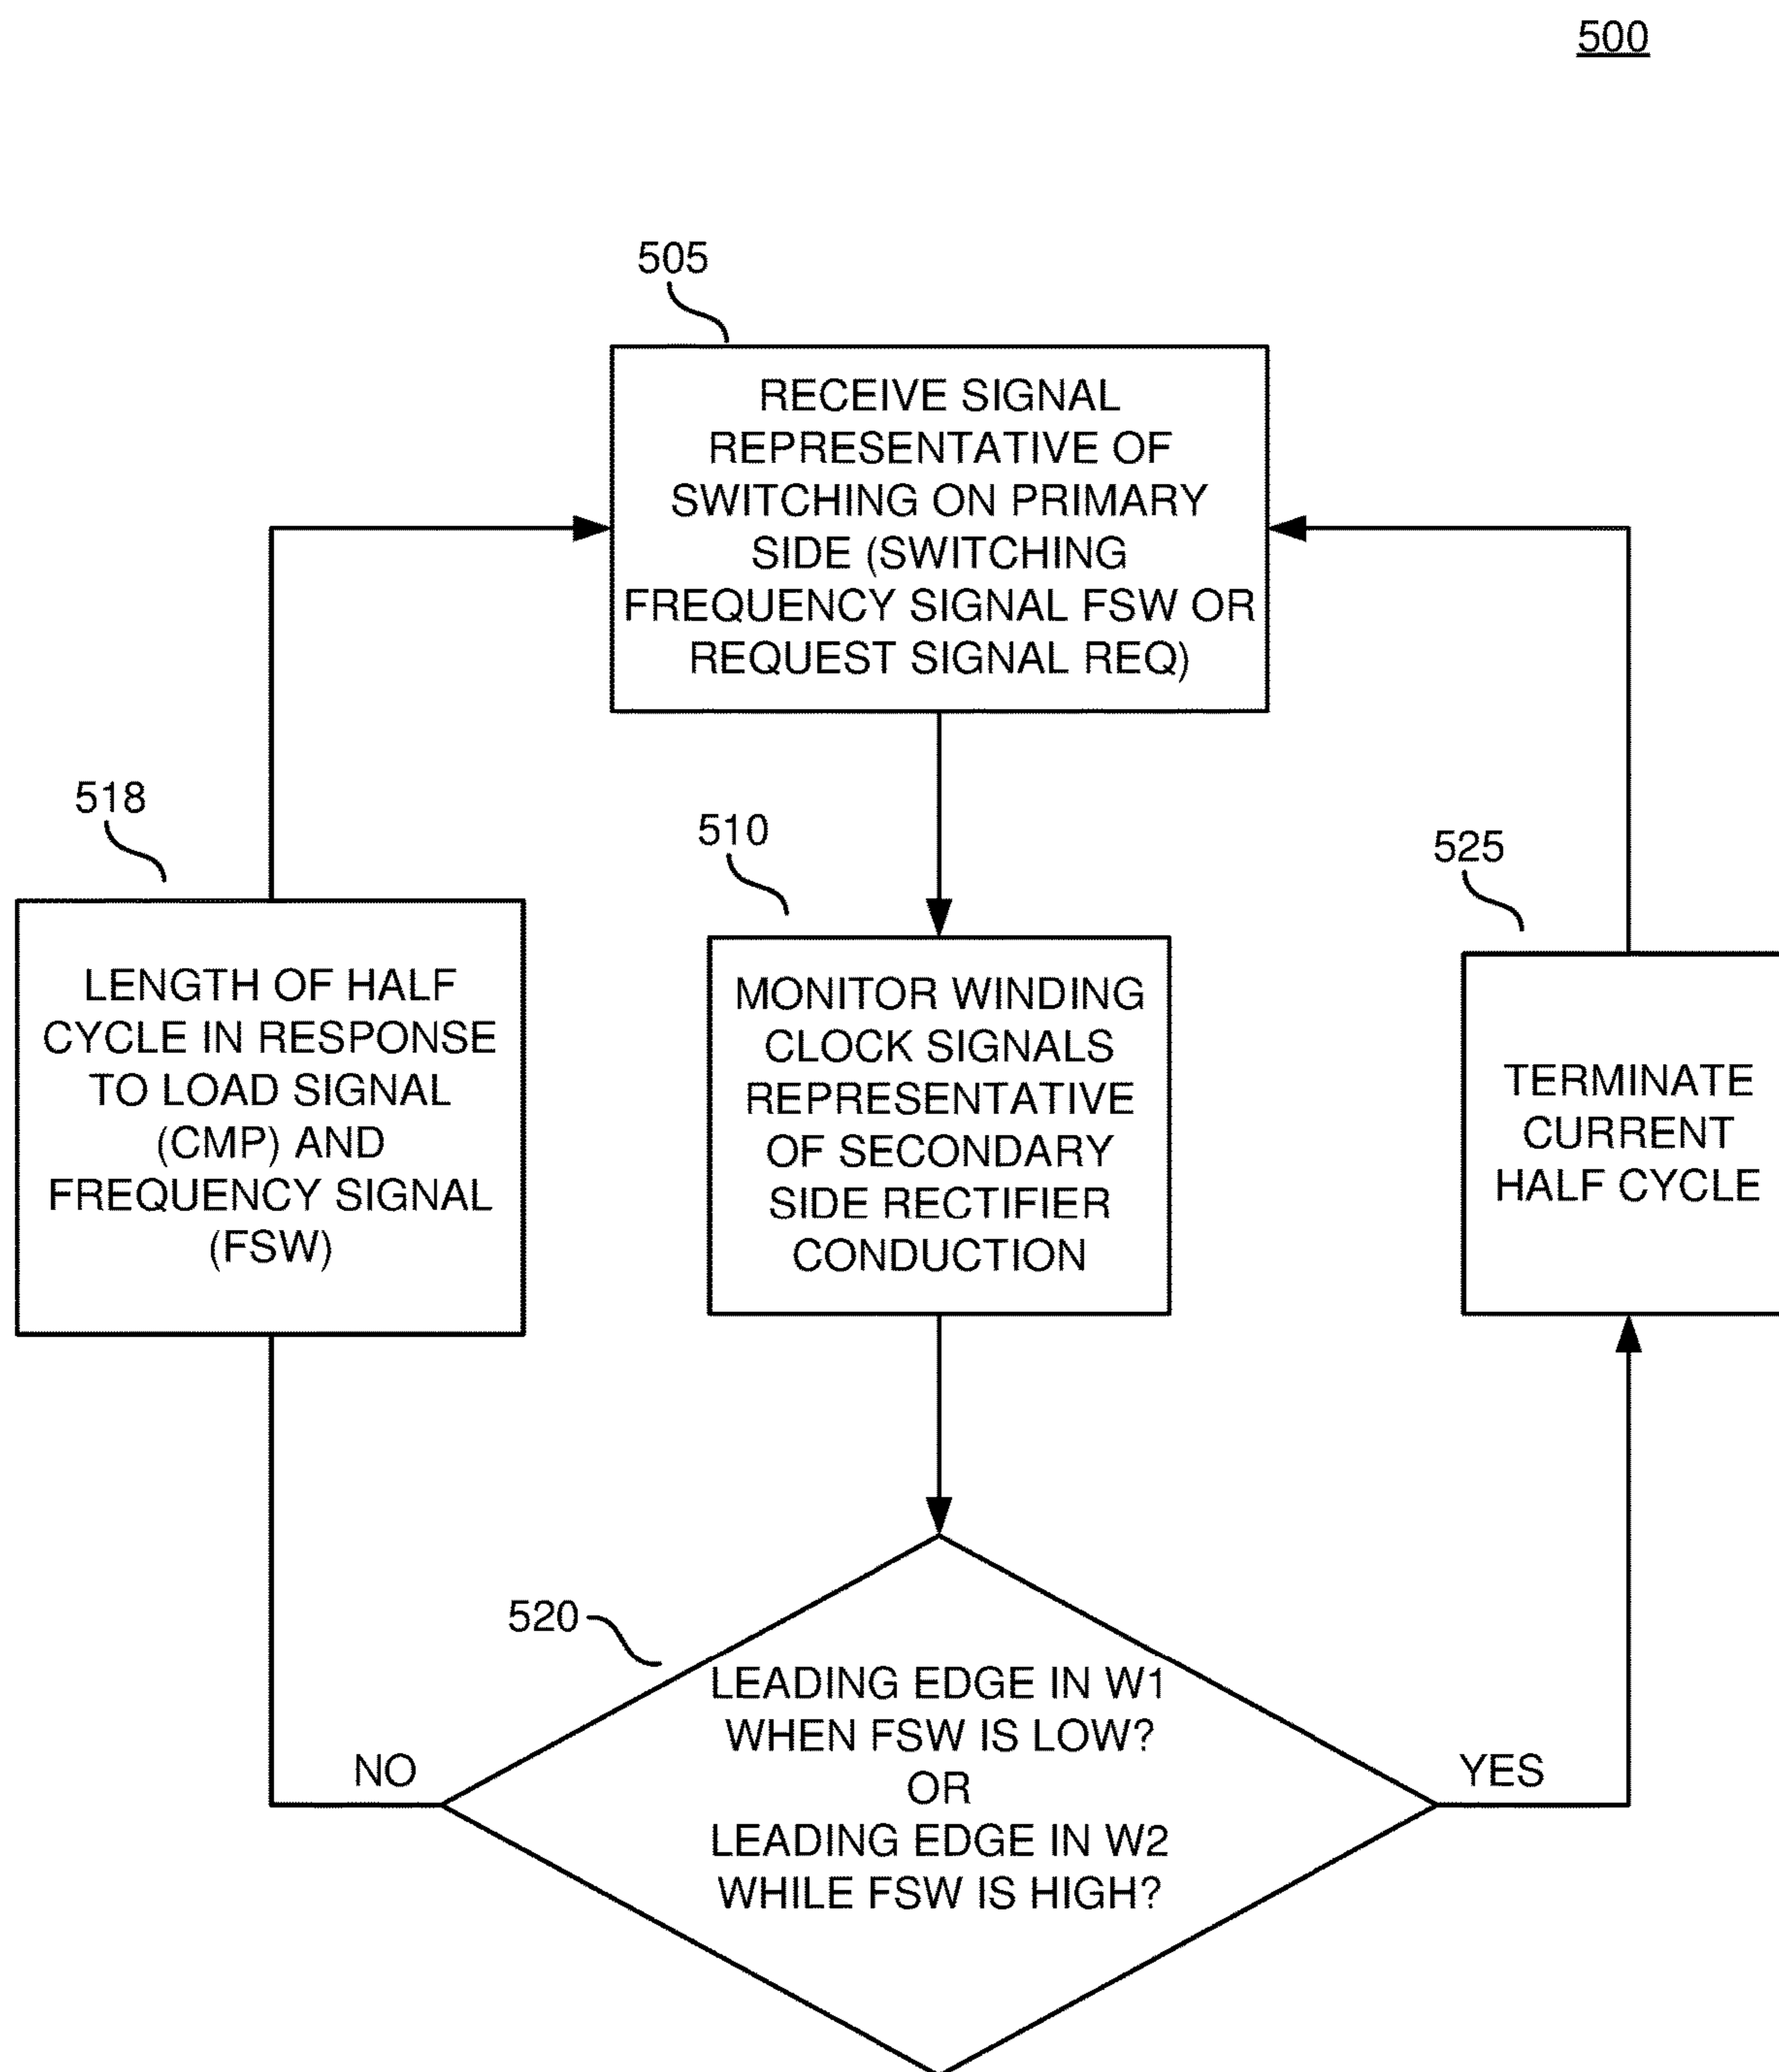 500
505
RECEIVE SIGNAL
REPRESENTATIVE OF
SWITCHING ON PRIMARY
SIDE (SWITCHING
FREQUENCY SIGNAL FSW OR
REQUEST SIGNAL REQ)
518
LENGTH OF HALF
CYCLE IN RESPONSE
TO LOAD SIGNAL
(CMP) AND
FREQUENCY SIGNAL
(FSW)
510
MONITOR WINDING
CLOCK SIGNALS
REPRESENTATIVE
OF SECONDARY
SIDE RECTIFIER
CONDUCTION
525
TERMINATE
CURRENT
HALF CYCLE
520
LEADING EDGE IN W1
WHEN FSW IS LOW?
OR
LEADING EDGE IN W2
WHILE FSW IS HIGH?
NO
YES